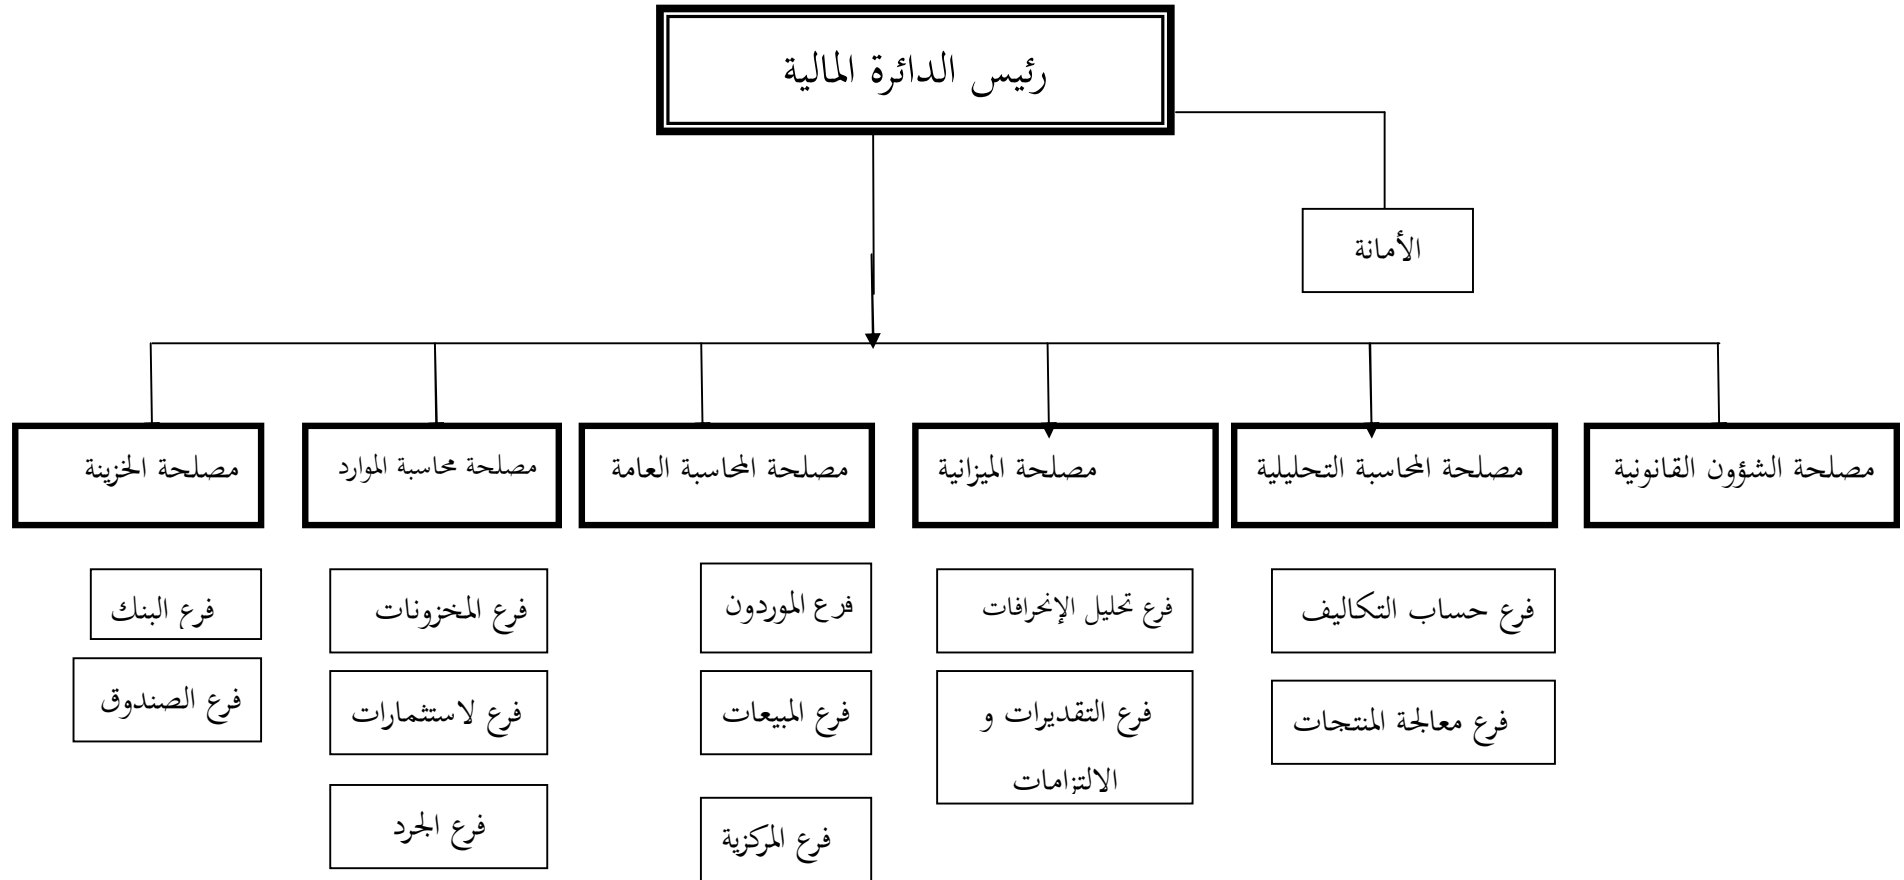 رئيس الدائرة المالية
الأمانة
مصلحة الشؤون القانونية
مصلحة المحاسبة التحليلية
مصلحة الميزانية
مصلحة المحاسبة العامة
مصلحة محاسبة الموارد
مصلحة الخزينة
فرع حساب التكاليف
فرع معالجة المنتجات
فرع تحليل الإنحرافات
فرع التقديرات و
الالتزامات
فرع الموردون
فرع المبيعات
فرع المركزية
فرع المخزونات
فرع لاستثمارات
فرع الجرد
فرع البنك
فرع الصندوق